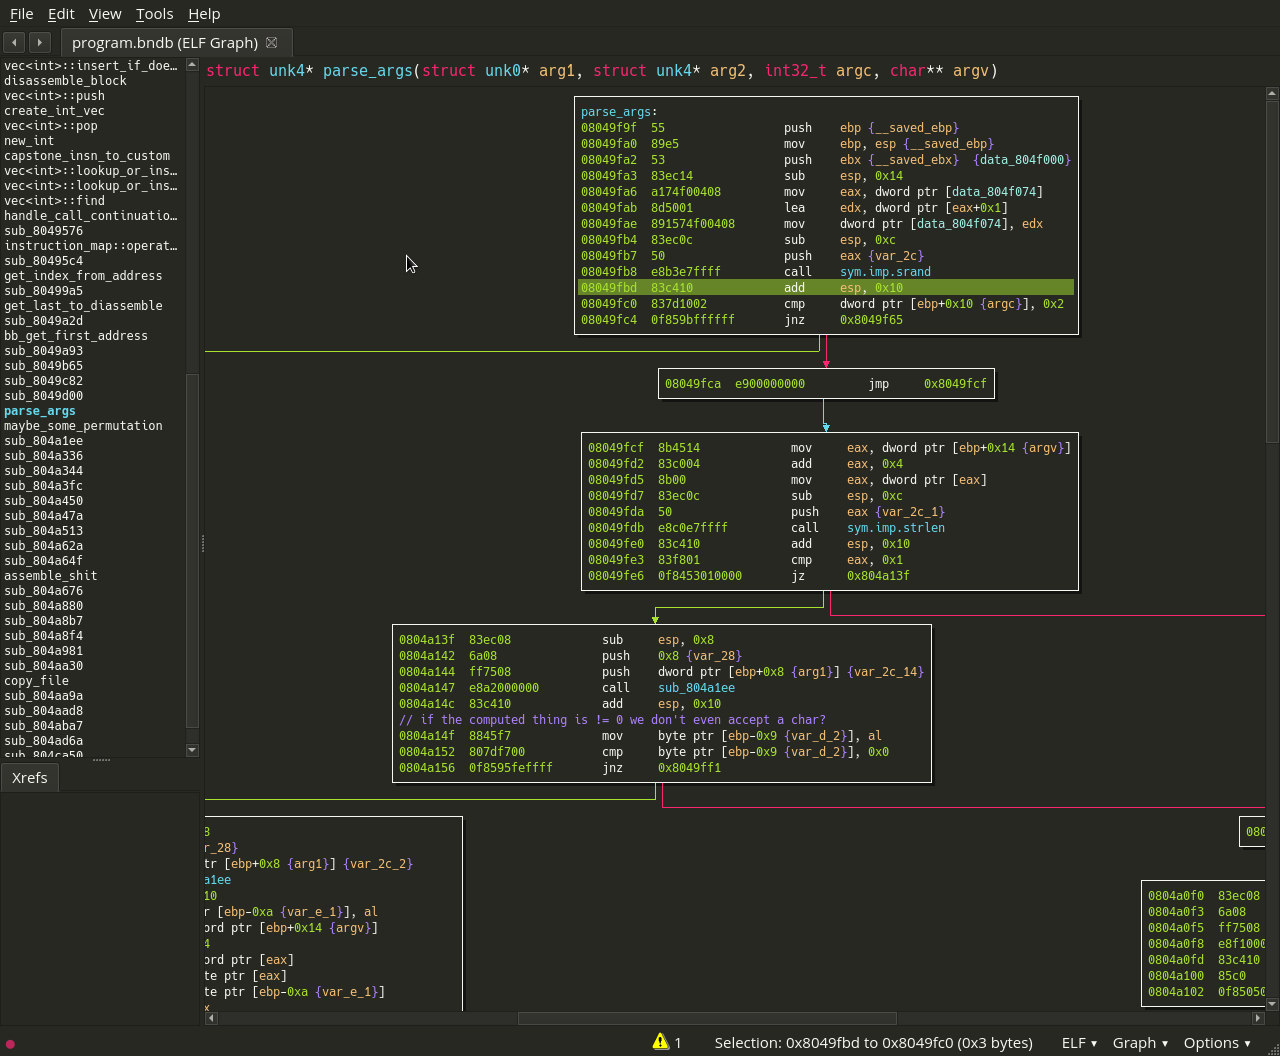 File Edit View Tools Help
program.bndb (ELF Graph)
vec<int>::insert_if_doe…
disassemble_block
vec<int>::push
create_int_vec
vec<int>::pop
new_int
capstone_insn_to_custom
vec<int>::lookup_or_ins…
vec<int>::lookup_or_ins…
vec<int>::find
handle_call_continuatio…
sub_8049576
instruction_map::operat…
sub_80495c4
get_index_from_address
sub_80499a5
get_last_to_diassemble
sub_8049a2d
bb_get_first_address
sub_8049a93
sub_8049b65
sub_8049c82
sub_8049d00
parse_args
maybe_some_permutation
sub_804a1ee
sub_804a336
sub_804a344
sub_804a3fc
sub_804a450
sub_804a47a
sub_804a513
sub_804a62a
sub_804a64f
assemble_shit
sub_804a676
sub_804a880
sub_804a8b7
sub_804a8f4
sub_804a981
sub_804aa30
copy_file
sub_804aa9a
sub_804aad8
sub_804aba7
sub_804ad6a
sub_804ca50
Xrefs
struct unk4* parse_args(struct unk0* arg1, struct unk4* arg2, int32_t argc, char** argv)
parse_args:
08049f9f 55 push ebp {__saved_ebp}
08049fa0 89e5 mov ebp, esp {__saved_ebp}
08049fa2 53 push ebx {__saved_ebx} {data_804f000}
08049fa3 83ec14 sub esp, 0x14
08049fa6 a174f00408 mov eax, dword ptr [data_804f074]
08049fab 8d5001 lea edx, dword ptr [eax+0x1]
08049fae 891574f00408 mov dword ptr [data_804f074], edx
08049fb4 83ec0c sub esp, 0xc
08049fb7 50 push eax {var_2c}
08049fb8 e8b3e7ffff call sym.imp.srand
08049fbd 83c410 add esp, 0x10
08049fc0 837d1002 cmp dword ptr [ebp+0x10 {argc}], 0x2
08049fc4 0f859bffffff jnz 0x8049f65
08049fca e900000000 jmp 0x8049fcf
08049fcf 8b4514 mov eax, dword ptr [ebp+0x14 {argv}]
08049fd2 83c004 add eax, 0x4
08049fd5 8b00 mov eax, dword ptr [eax]
08049fd7 83ec0c sub esp, 0xc
08049fda 50 push eax {var_2c_1}
08049fdb e8c0e7ffff call sym.imp.strlen
08049fe0 83c410 add esp, 0x10
08049fe3 83f801 cmp eax, 0x1
08049fe6 0f8453010000 jz 0x804a13f
0804a13f 83ec08 sub esp, 0x8
0804a142 6a08 push 0x8 {var_28}
0804a144 ff7508 push dword ptr [ebp+0x8 {arg1}] {var_2c_14}
0804a147 e8a2000000 call sub_804a1ee
0804a14c 83c410 add esp, 0x10
// if the computed thing is != 0 we don't even accept a char?
0804a14f 8845f7 mov byte ptr [ebp-0x9 {var_d_2}], al
0804a152 807df700 cmp byte ptr [ebp-0x9 {var_d_2}], 0x0
0804a156 0f8595feffff jnz 0x8049ff1
8
r_28}
tr [ebp+0x8 {arg1}] {var_2c_2}
a1ee
10
r [ebp-0xa {var_e_1}], al
ord ptr [ebp+0x14 {argv}]
4
ord ptr [eax]
te ptr [eax]
te ptr [ebp-0xa {var_e_1}]
x
080
0804a0f0 83ec08
0804a0f3 6a08
0804a0f5 ff7508
0804a0f8 e8f1000
0804a0fd 83c410
0804a100 85c0
0804a102 0f85050
1 Selection: 0x8049fbd to 0x8049fc0 (0x3 bytes) ELF Graph Options